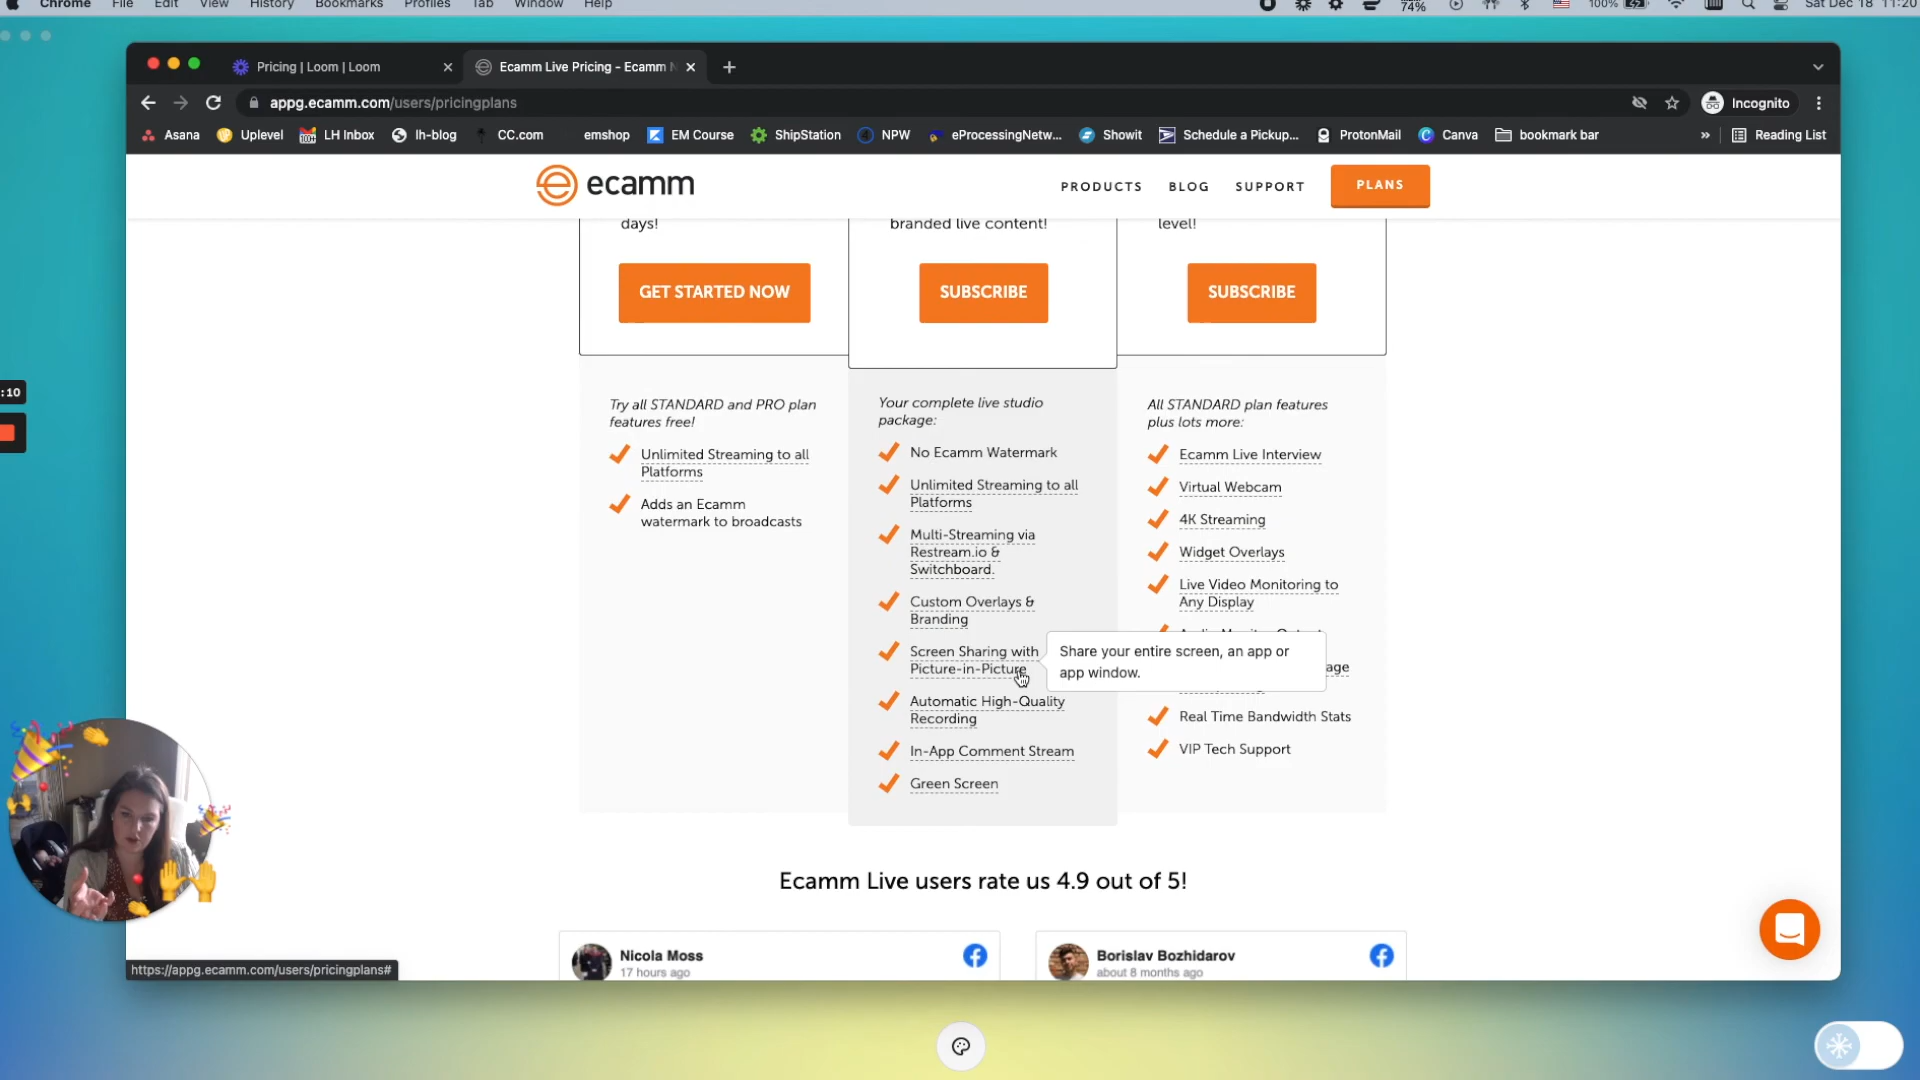 Chrome File Edit View History Bookmarks Profiles Tab Window Help 74% 100% Sat Dec 18 11:20
Pricing | Loom | Loom
Ecamm Live Pricing - Ecamm
appg.ecamm.com/users/pricingplans
Incognito
Asana Uplevel LH Inbox lh-blog CC.com emshop EM Course ShipStation NPW eProcessingNetw... Showit Schedule a Pickup... ProtonMail Canva bookmark bar » Reading List
ecamm
PRODUCTS BLOG SUPPORT PLANS
days!
branded live content!
level!
GET STARTED NOW
SUBSCRIBE
SUBSCRIBE
:10
Try all STANDARD and PRO plan
features free!
Unlimited Streaming to all
Platforms
Adds an Ecamm
watermark to broadcasts
Your complete live studio
package:
No Ecamm Watermark
Unlimited Streaming to all
Platforms
Multi-Streaming via
Restream.io &
Switchboard.
Custom Overlays &
Branding
Screen Sharing with
Picture-in-Picture
Automatic High-Quality
Recording
In-App Comment Stream
Green Screen
All STANDARD plan features
plus lots more:
Ecamm Live Interview
Virtual Webcam
4K Streaming
Widget Overlays
Live Video Monitoring to
Any Display
Share your entire screen, an app or
app window.
Real Time Bandwidth Stats
VIP Tech Support
Ecamm Live users rate us 4.9 out of 5!
Nicola Moss
17 hours ago
Borislav Bozhidarov
about 8 months ago
https://appg.ecamm.com/users/pricingplans#